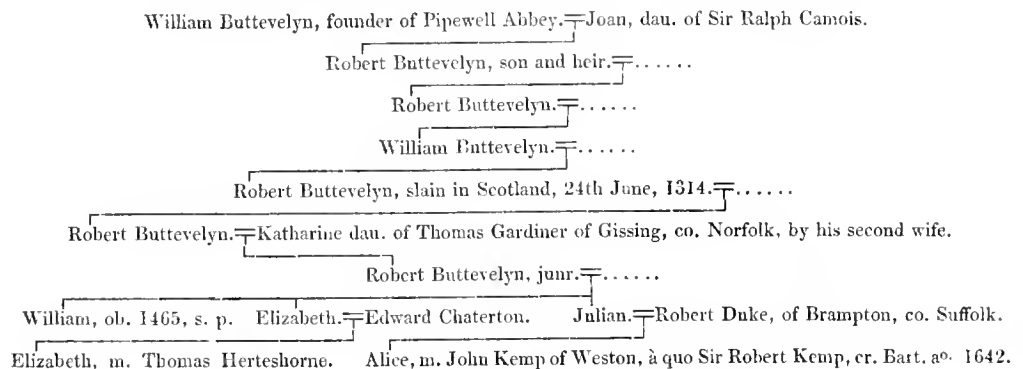 William Buttevelyn, founder of Pipewell Abbey.=Joan, dau. of Sir Ralph Camois.
Robert Buttevelyn, son and heir.=......
Robert Buttevelyn.=......
William Buttevelyn.=......
Robert Buttevelyn, slain in Scotland, 24th June, 1314.=......
Robert Buttevelyn.=Katharine dau. of Thomas Gardiner of Gissing, co. Norfolk, by his second wife.
Robert Buttevelyn, junr.=......
William, ob. 1465, s. p. Elizabeth.=Edward Chaterton. Julian.=Robert Duke, of Brampton, co. Suffolk.
Elizabeth, m. Thomas Herteshorne. Alice, m. John Kemp of Weston, à quo Sir Robert Kemp, cr. Bart. aº. 1642.